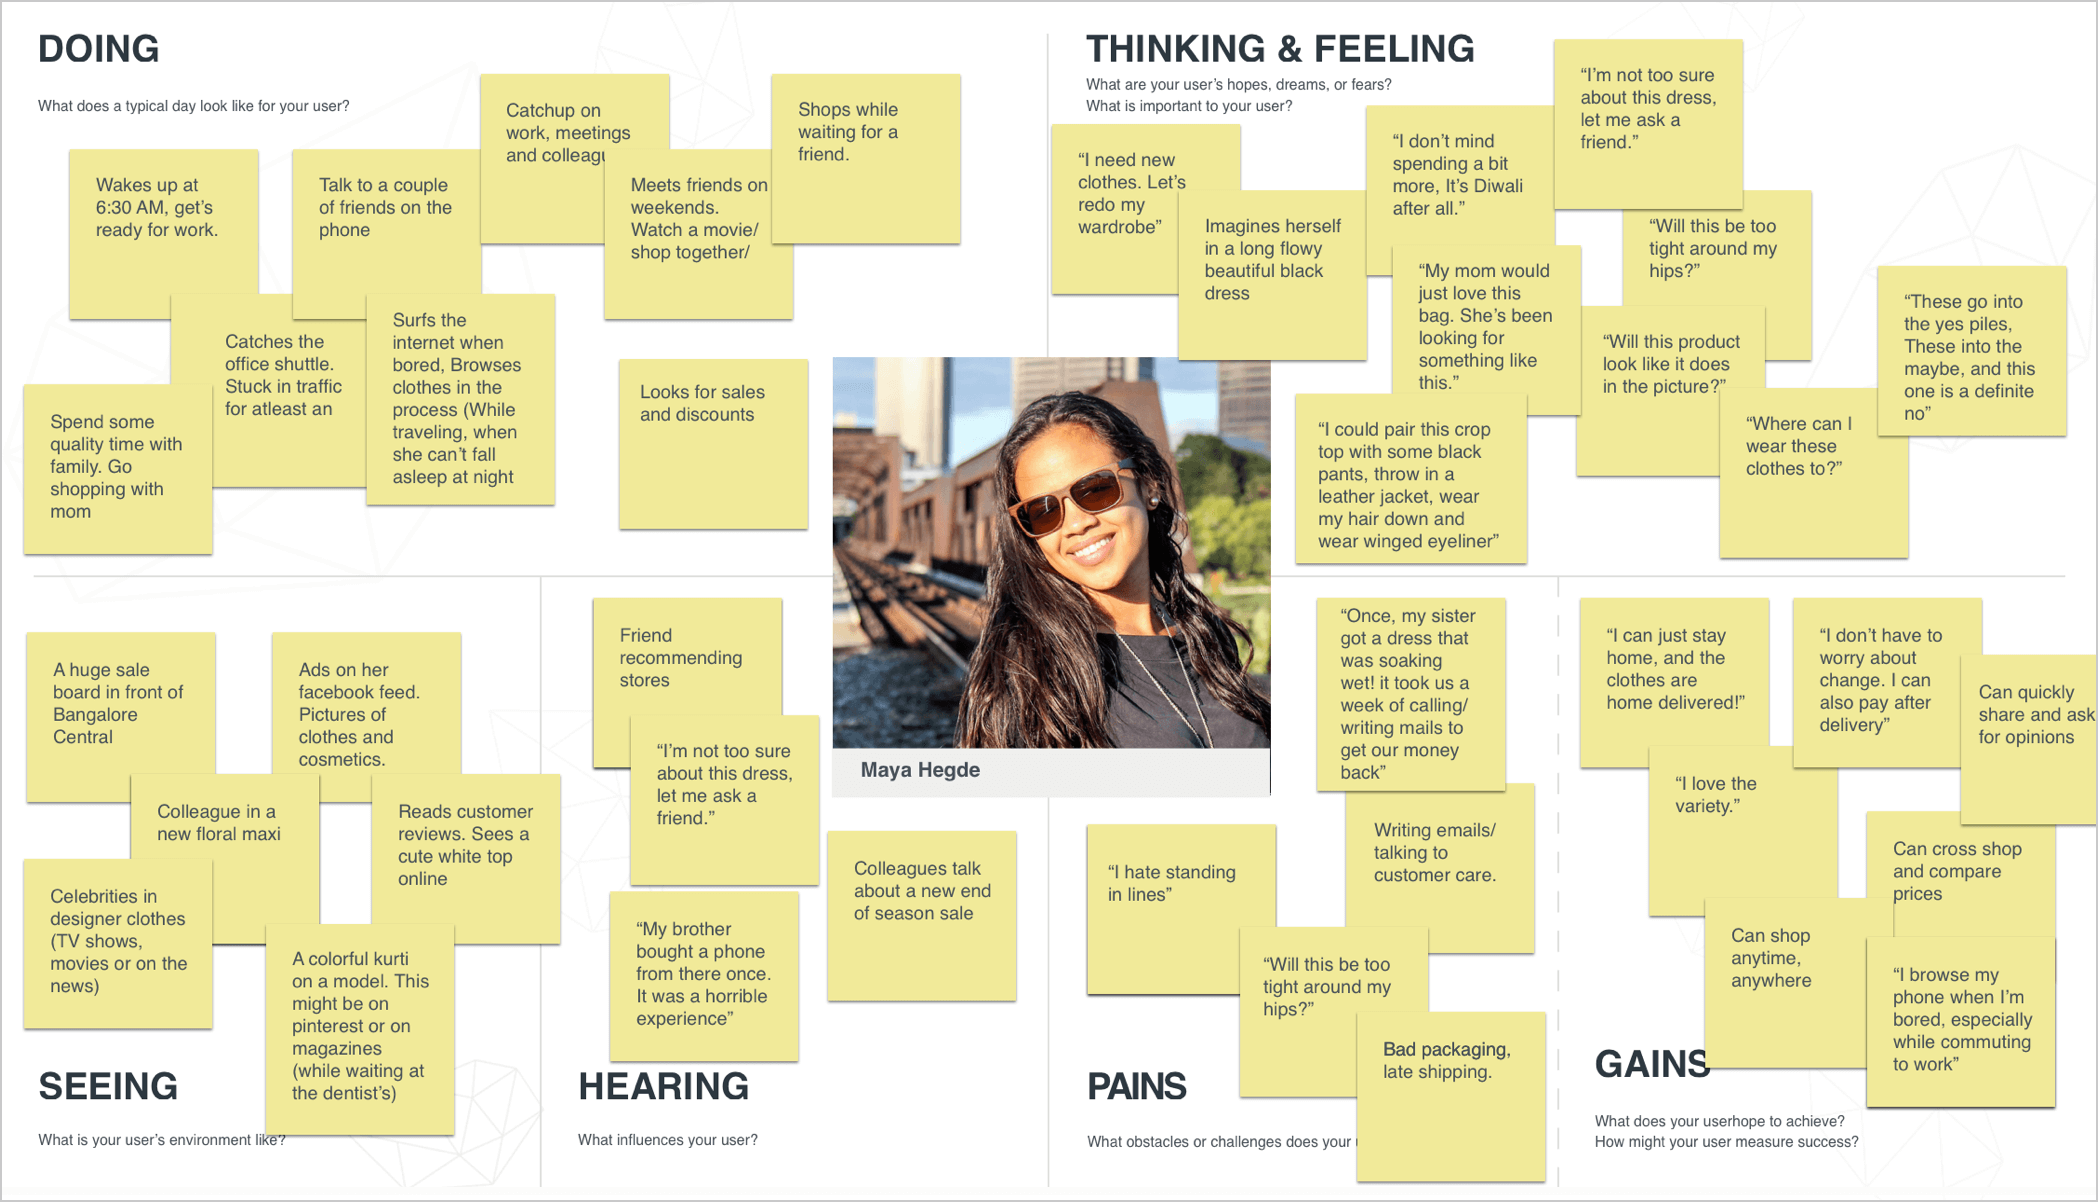 DOING
What does a typical day look like for your user?
Wakes up at
6:30 AM, get’s
ready for work.
Talk to a couple
of friends on the
phone
Catchup on
work, meetings
and
Meets friends on
weekends.
Watch a movie/
shop together/
Shops while
waiting for a
friend.
Spend some
quality time with
family. Go
shopping with
mom
Catches the
office shuttle.
Stuck in traffic
for atleast an
Surfs the
internet when
bored, Browses
clothes in the
process (While
traveling, when
she can’t fall
asleep at night
Looks for sales
and discounts
THINKING & FEELING
What are your user’s hopes, dreams, or fears?
What is important to your user?
“I need new
clothes. Let’s
redo my
wardrobe”
Imagines herself
in a long flowy
beautiful black
dress
“I don’t mind
spending a bit
more, It’s Diwali
after all.”
“I’m not too sure
about this dress,
let me ask a
friend.”
“My mom would
just love this
bag. She’s been
looking for
something like
this.”
“Will this be too
tight around my
hips?”
“Will this product
look like it does
in the picture?”
“These go into
the yes piles,
These into the
maybe, and this
one is a definite
no”
“Where can I
wear these
clothes to?”
“I could pair this crop
top with some black
pants, throw in a
leather jacket, wear
my hair down and
wear winged eyeliner”
Maya Hegde
A huge sale
board in front of
Bangalore
Central
Ads on her
facebook feed.
Pictures of
clothes and
cosmetics.
Colleague in a
new floral maxi
Reads customer
reviews. Sees a
cute white top
online
Celebrities in
designer clothes
(TV shows,
movies or on the
news)
A colorful kurti
on a model. This
might be on
pinterest or on
magazines
(while waiting at
the dentist’s)
SEEING
What is your user’s environment like?
Friend
recommending
stores
“I’m not too sure
about this dress,
let me ask a
friend.”
Colleagues talk
about a new end
of season sale
“My brother
bought a phone
from there once.
It was a horrible
experience”
HEARING
What influences your user?
“Once, my sister
got a dress that
was soaking
wet! it took us a
week of calling/
writing mails to
get our money
back”
“I hate standing
in lines”
Writing emails/
talking to
customer care.
“Will this be too
tight around my
hips?”
Bad packaging,
late shipping.
PAINS
What obstacles or challenges does your
“I can just stay
home, and the
clothes are
home delivered!”
“I don’t have to
worry about
change. I can
also pay after
delivery”
Can quickly
share and ask
for opinions
“I love the
variety.”
Can cross shop
and compare
prices
Can shop
anytime,
anywhere
“I browse my
phone when I’m
bored, especially
while commuting
to work”
GAINS
What does your userhope to achieve?
How might your user measure success?